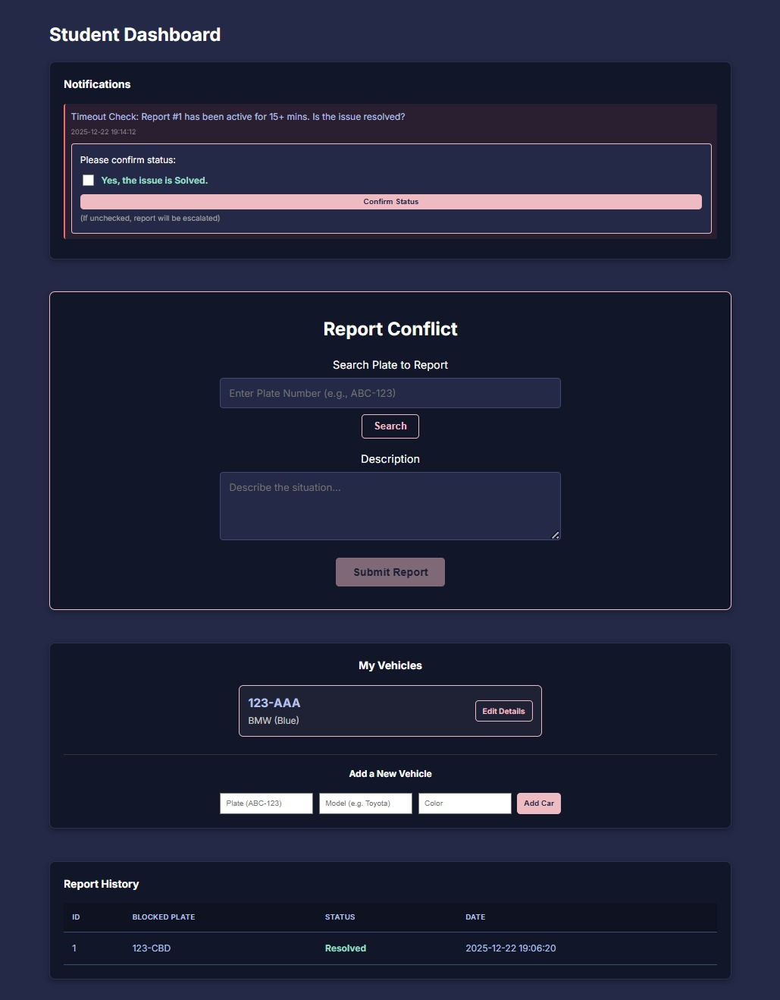 Student Dashboard
Notifications
Timeout Check: Report #1 has been active for 15+ mins. Is the issue resolved?
2025-12-22 19:14:12
Please confirm status:
Yes, the issue is Solved.
Confirm Status
(If unchecked, report will be escalated)
Report Conflict
Search Plate to Report
Enter Plate Number (e.g., ABC-123)
Search
Description
Describe the situation...
Submit Report
My Vehicles
123-AAA
BMW (Blue)
Edit Details
Add a New Vehicle
Plate (ABC-123) Model (e.g. Toyota) Color Add Car
Report History
ID BLOCKED PLATE STATUS DATE
1 123-CBD Resolved 2025-12-22 19:06:20